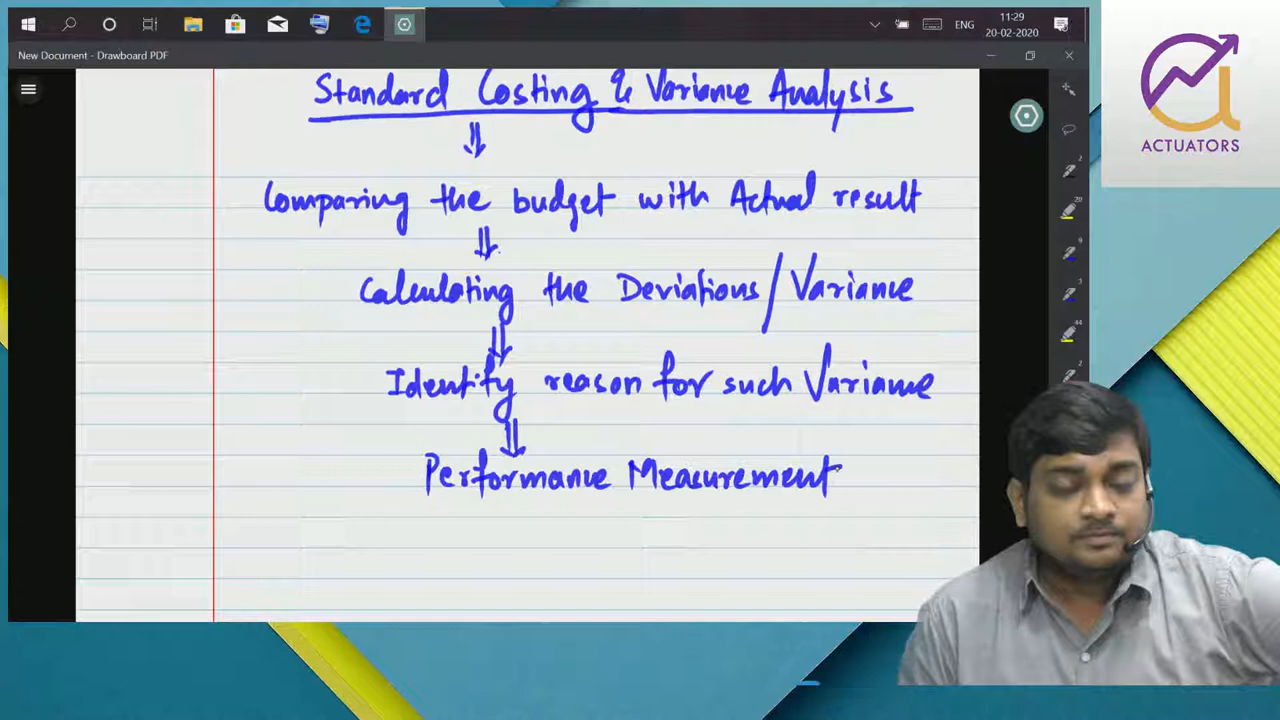 ENG
11:29
20-02-2020
New Document - Drawboard PDF
ACTUATORS
Standard Costing & Variance Analysis
⇓
Comparing the budget with Actual result
⇓
Calculating the Deviations/Variance
⇓
Identify reason for such Variance
⇓
Performance Measurement